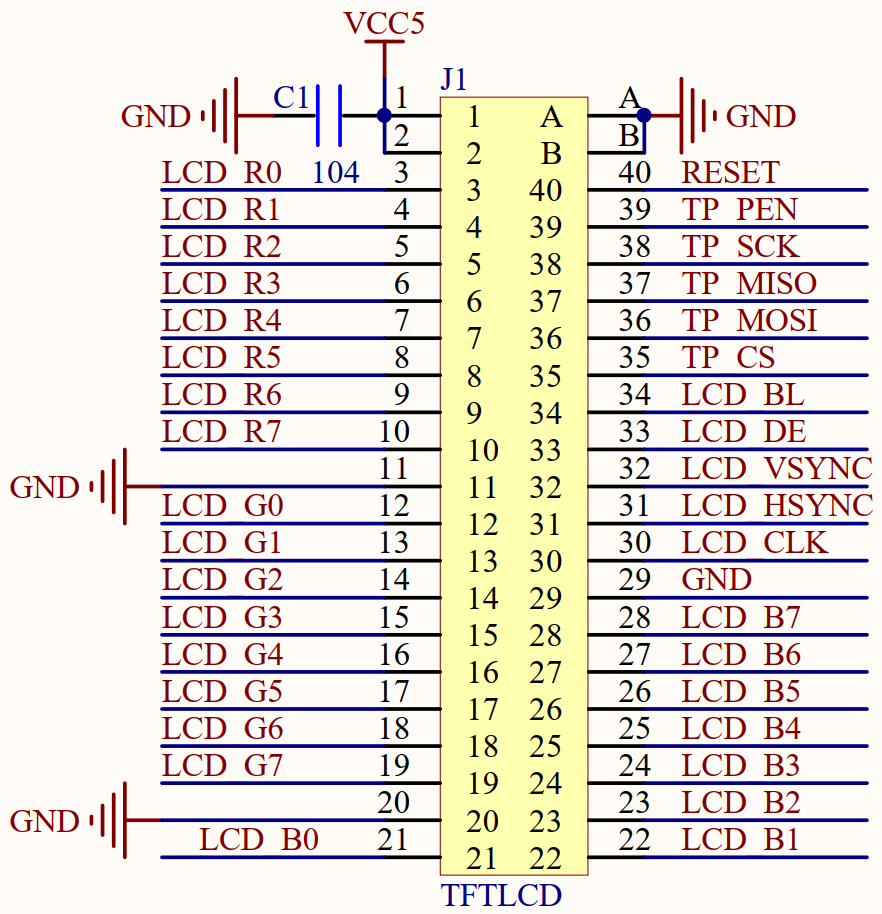 VCC5
J1
GND C1 1 1 A A GND
2 2 B B
LCD R0 104 3 3 40 40 RESET
LCD R1 4 4 39 39 TP PEN
LCD R2 5 5 38 38 TP SCK
LCD R3 6 6 37 37 TP MISO
LCD R4 7 7 36 36 TP MOSI
LCD R5 8 8 35 35 TP CS
LCD R6 9 9 34 34 LCD BL
LCD R7 10 10 33 33 LCD DE
GND 11 11 32 32 LCD VSYNC
LCD G0 12 12 31 31 LCD HSYNC
LCD G1 13 13 30 30 LCD CLK
LCD G2 14 14 29 29 GND
LCD G3 15 15 28 28 LCD B7
LCD G4 16 16 27 27 LCD B6
LCD G5 17 17 26 26 LCD B5
LCD G6 18 18 25 25 LCD B4
LCD G7 19 19 24 24 LCD B3
GND 20 20 23 23 LCD B2
LCD B0 21 21 22 22 LCD B1
TFTLCD